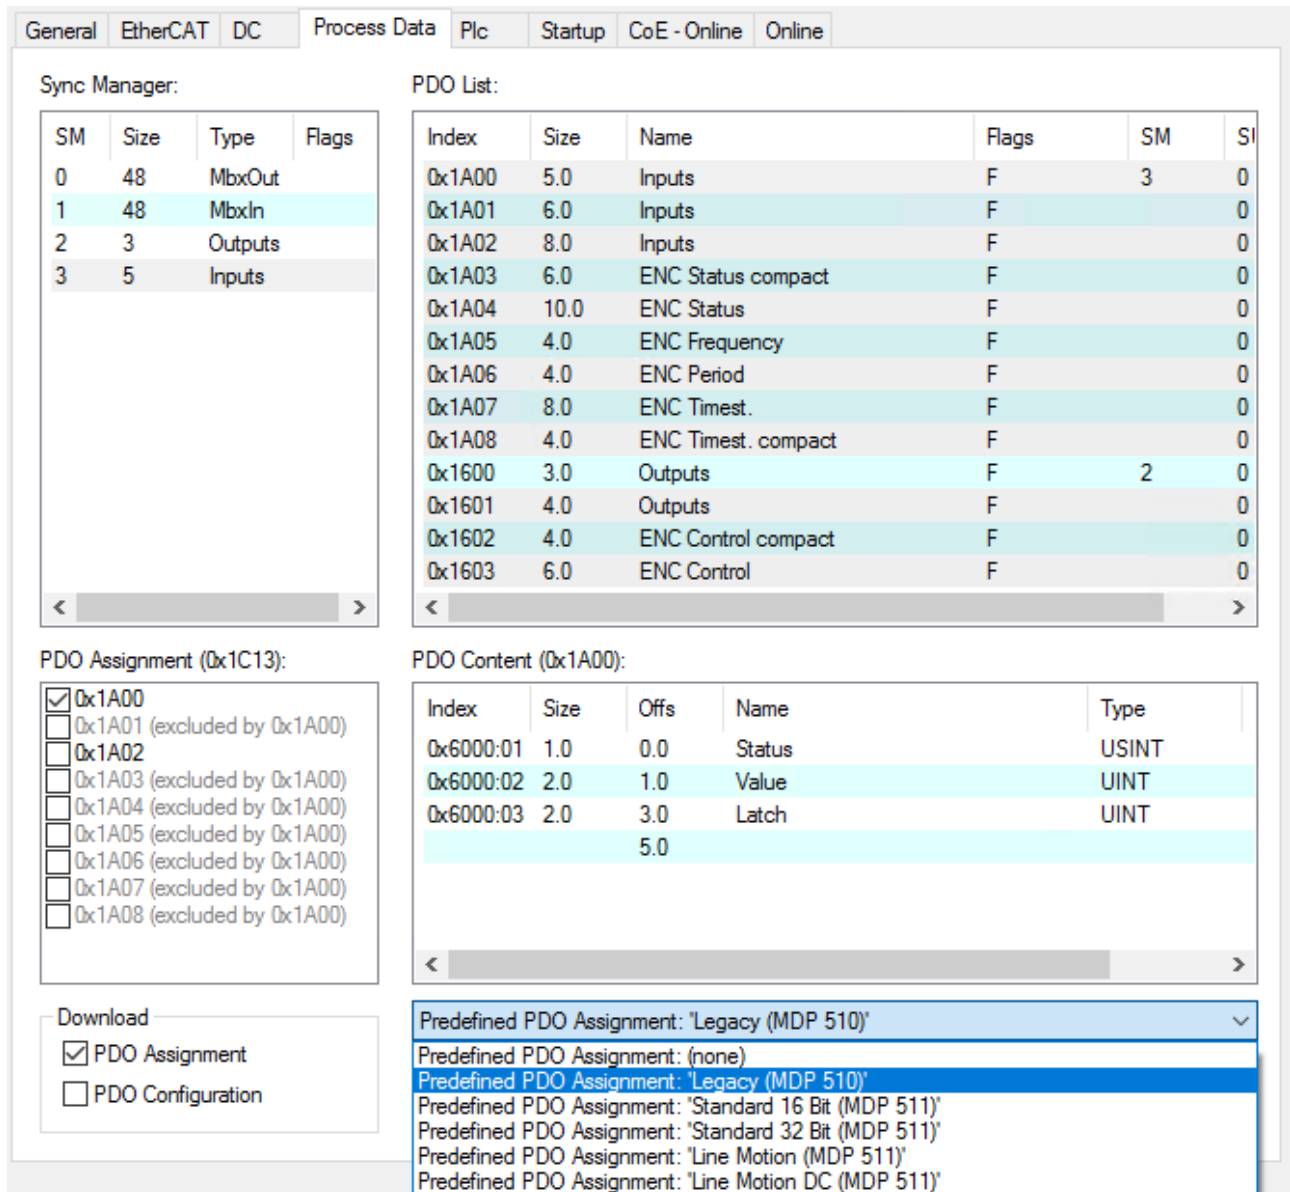 General EtherCAT DC Process Data Plc Startup CoE - Online Online
Sync Manager:
SM Size Type Flags
0 48 MbxOut
1 48 MbxIn
2 3 Outputs
3 5 Inputs
PDO List:
Index Size Name Flags SM
0x1A00 5.0 Inputs F 3 0
0x1A01 6.0 Inputs F 0
0x1A02 8.0 Inputs F 0
0x1A03 6.0 ENC Status compact F 0
0x1A04 10.0 ENC Status F 0
0x1A05 4.0 ENC Frequency F 0
0x1A06 4.0 ENC Period F 0
0x1A07 8.0 ENC Timest. F 0
0x1A08 4.0 ENC Timest. compact F 0
0x1600 3.0 Outputs F 2 0
0x1601 4.0 Outputs F 0
0x1602 4.0 ENC Control compact F 0
0x1603 6.0 ENC Control F 0
PDO Assignment (0x1C13):
0x1A00
0x1A01 (excluded by 0x1A00)
0x1A02
0x1A03 (excluded by 0x1A00)
0x1A04 (excluded by 0x1A00)
0x1A05 (excluded by 0x1A00)
0x1A06 (excluded by 0x1A00)
0x1A07 (excluded by 0x1A00)
0x1A08 (excluded by 0x1A00)
PDO Content (0x1A00):
Index Size Offs Name Type
0x6000:01 1.0 0.0 Status USINT
0x6000:02 2.0 1.0 Value UINT
0x6000:03 2.0 3.0 Latch UINT
5.0
Download
PDO Assignment
PDO Configuration
Predefined PDO Assignment: 'Legacy (MDP 510)'
Predefined PDO Assignment: (none)
Predefined PDO Assignment: 'Legacy (MDP 510)'
Predefined PDO Assignment: 'Standard 16 Bit (MDP 511)'
Predefined PDO Assignment: 'Standard 32 Bit (MDP 511)'
Predefined PDO Assignment: 'Line Motion (MDP 511)'
Predefined PDO Assignment: 'Line Motion DC (MDP 511)'